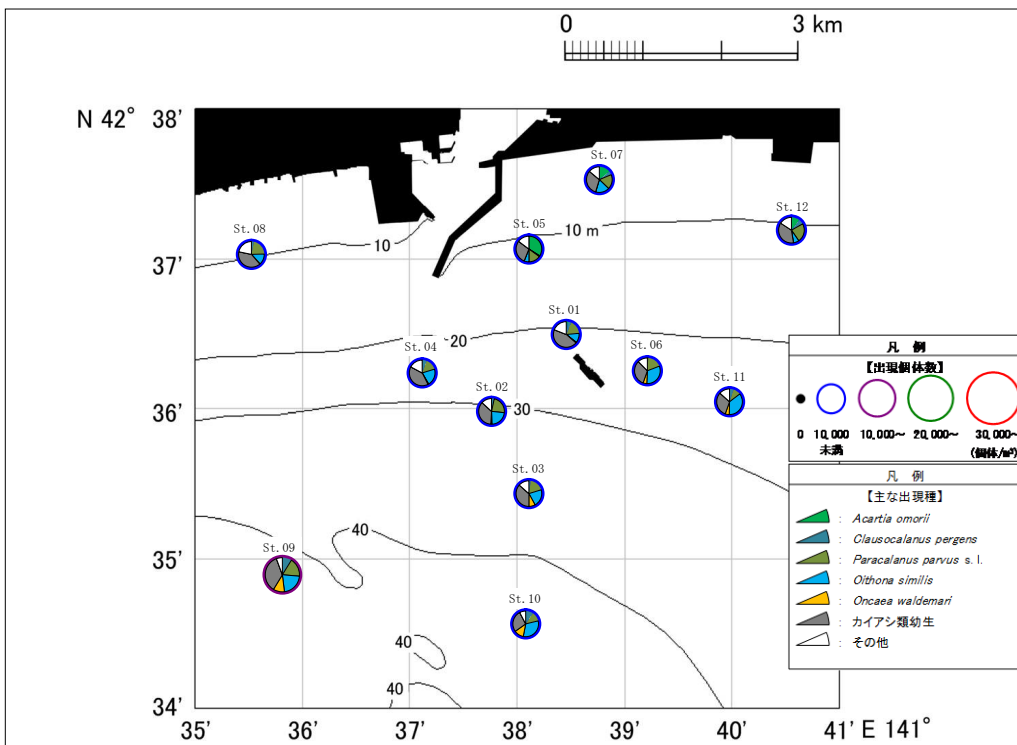 0 3 km
N 42° 38'
St.07
St.12
St.08
St.05
10 m
10
37'
St.01
20
St.04
St.06
St.02
St.11
36'
30
凡 例
【出現個体数】
0 10,000未満 10,000~ 20,000~ 30,000~
(個体/m³)
St.03
凡 例
【主な出現種】
: Acartia omorii
: Clausocalanus pergens
: Paracalanus parvus s.l.
: Oithona similis
: Oncaea waldemari
: カイアシ類幼生
: その他
40
40
St.09
35'
St.10
40
40
34'
35' 36' 37' 38' 39' 40' 41' E 141°